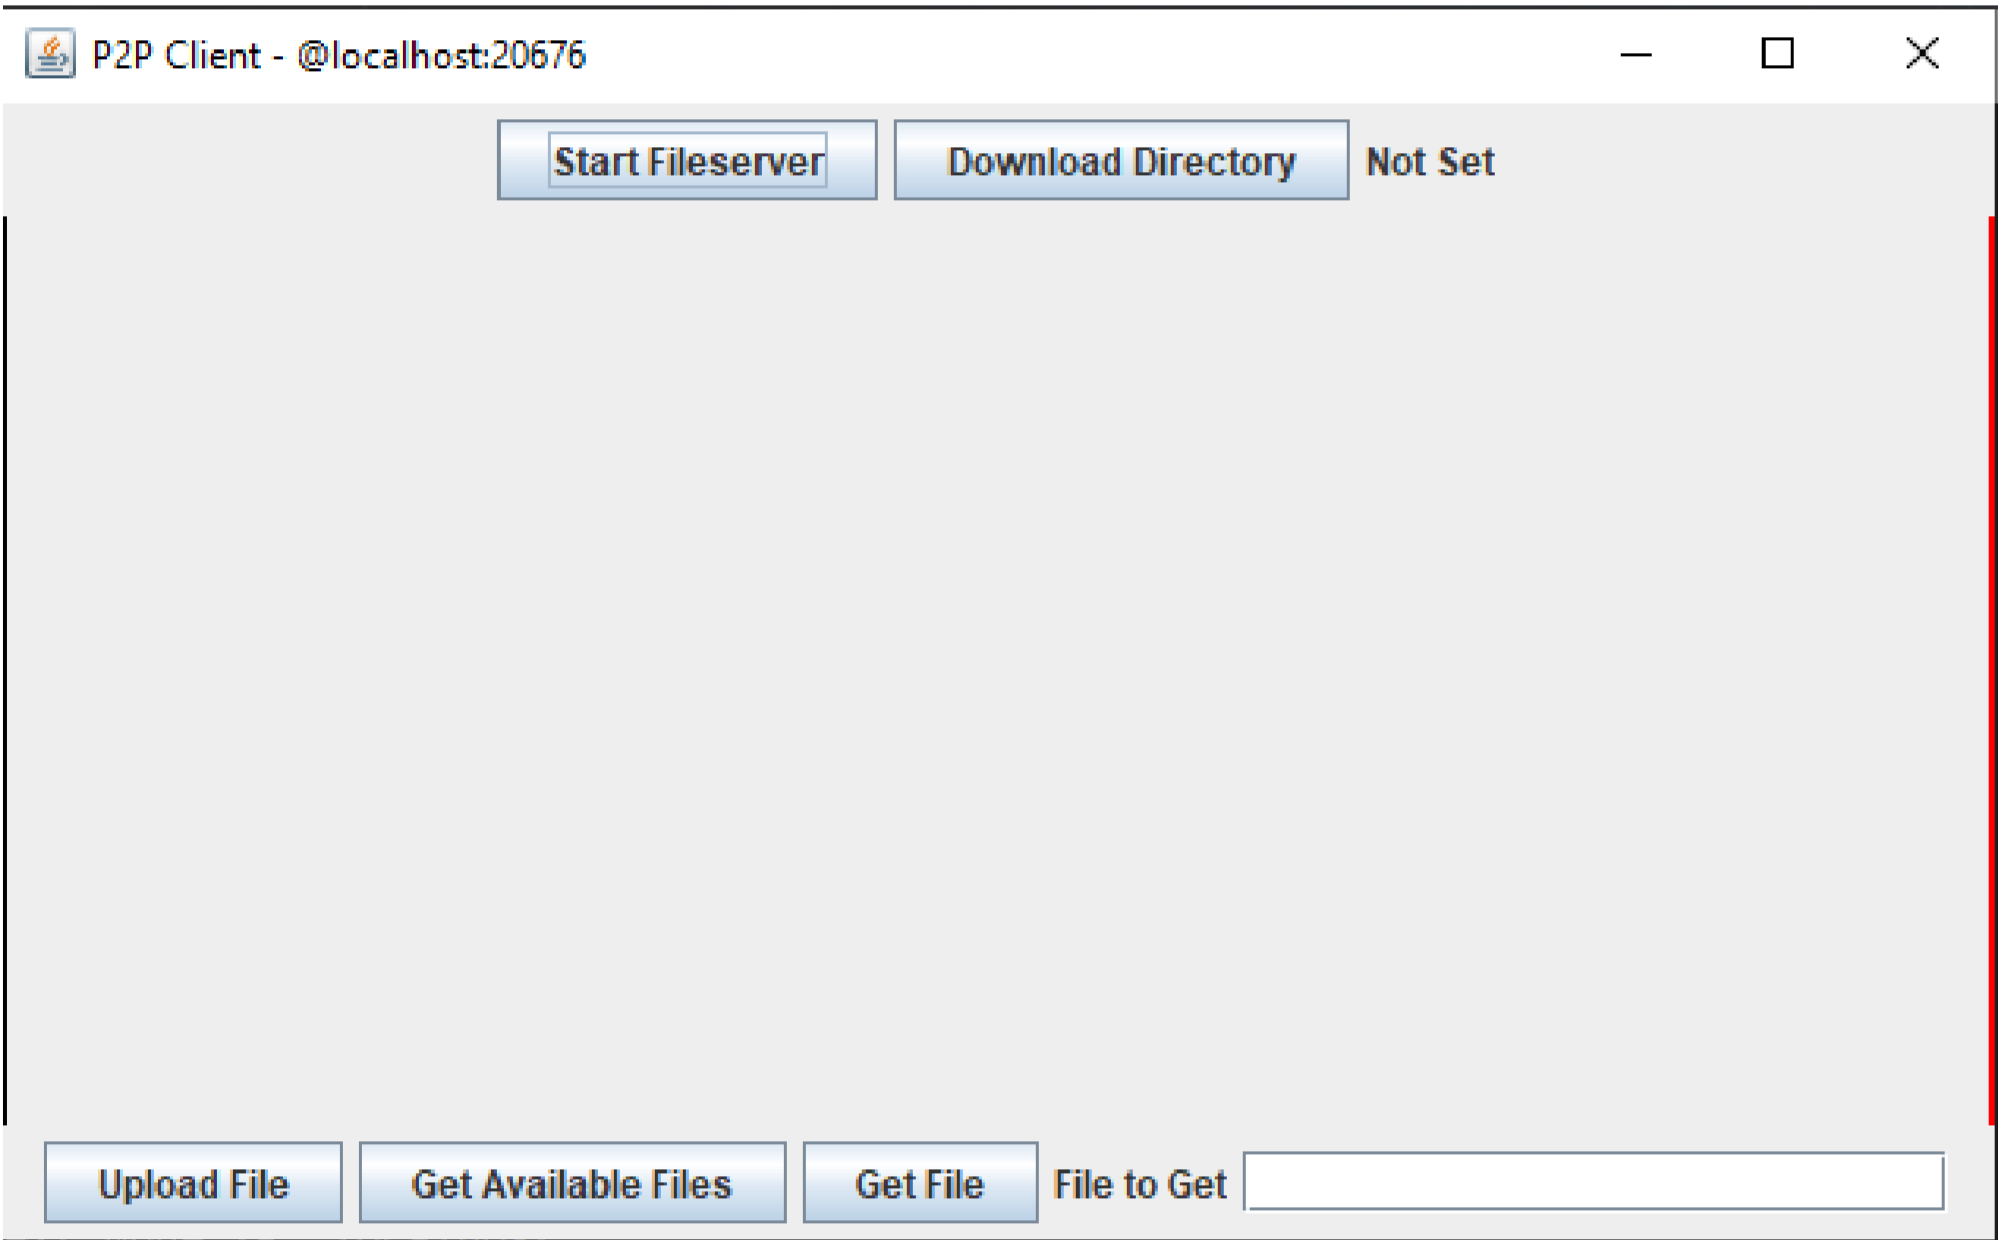 P2P Client - @localhost:20676
Start Fileserver Download Directory Not Set
Upload File Get Available Files Get File File to Get